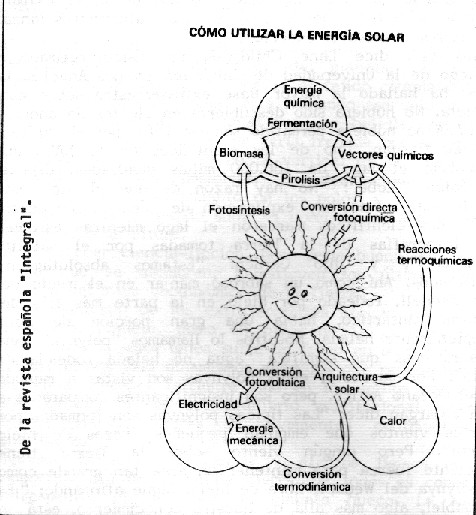 CÓMO UTILIZAR LA ENERGÍA SOLAR
Energía
química
Fermentación
Biomasa
Vectores químicos
Pirolisis
Fotosíntesis
Conversión directa
fotoquímica
Reacciones
termoquímicas
Conversión
fotovoltaica
Arquitectura
solar
Electricidad
Calor
Energía
mecánica
Conversión
termodinámica
De la revista española "Integral".